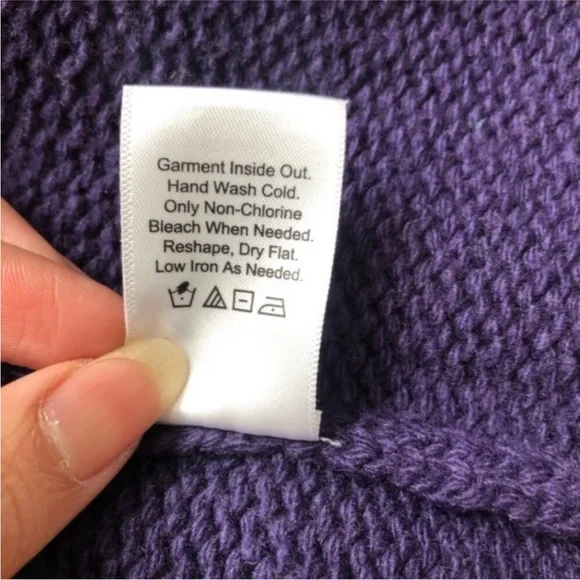 Garment Inside Out.
Hand Wash Cold.
Only Non-Chlorine
Bleach When Needed.
Reshape, Dry Flat.
Low Iron As Needed.